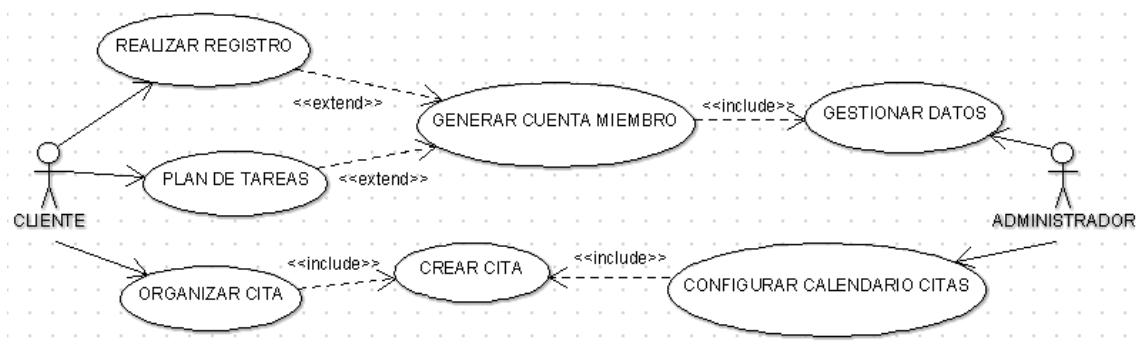 REALIZAR REGISTRO
<<extend>>
<<include>>
GENERAR CUENTA MIEMBRO
GESTIONAR DATOS
PLAN DE TAREAS
<<extend>>
CLIENTE
ADMINISTRADOR
<<include>>
CREAR CITA
<<include>>
ORGANIZAR CITA
CONFIGURAR CALENDARIO CITAS